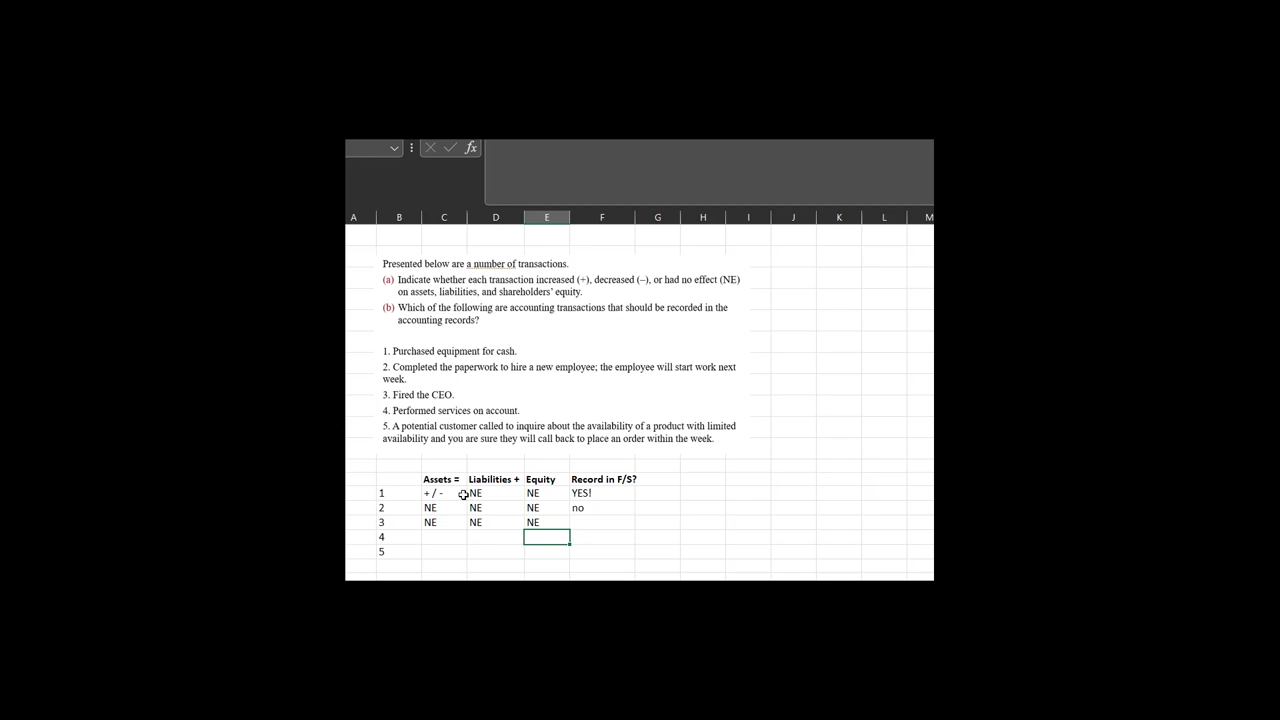 fx
A B C D E F G H I J K L M
Presented below are a number of transactions.
(a) Indicate whether each transaction increased (+), decreased (–), or had no effect (NE)
on assets, liabilities, and shareholders’ equity.
(b) Which of the following are accounting transactions that should be recorded in the
accounting records?
1. Purchased equipment for cash.
2. Completed the paperwork to hire a new employee; the employee will start work next
week.
3. Fired the CEO.
4. Performed services on account.
5. A potential customer called to inquire about the availability of a product with limited
availability and you are sure they will call back to place an order within the week.
Assets = Liabilities + Equity Record in F/S?
1 + / - NE NE YES!
2 NE NE NE no
3 NE NE NE
4
5